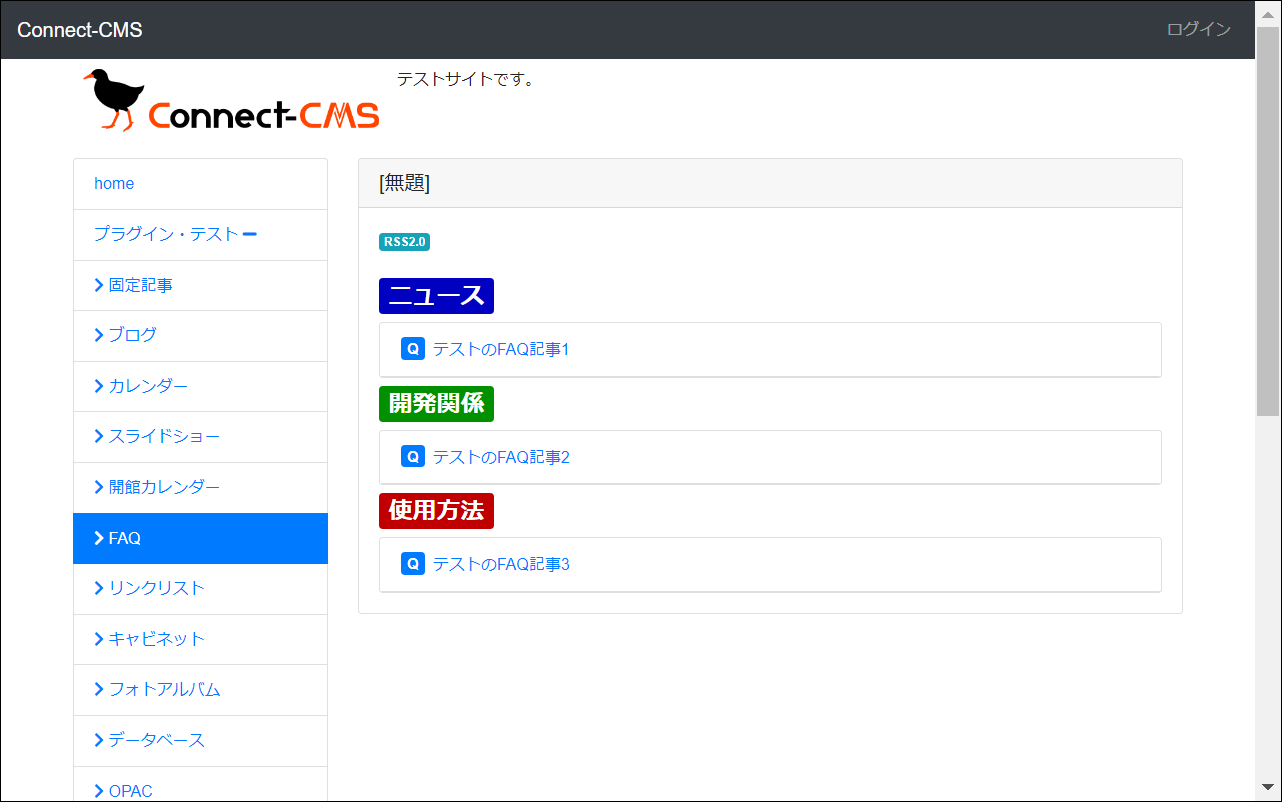 Connect-CMS
ログイン
Connect-CMS
テストサイトです。
home
プラグイン・テスト
固定記事
ブログ
カレンダー
スライドショー
開館カレンダー
FAQ
リンクリスト
キャビネット
フォトアルバム
データベース
OPAC
[無題]
RSS2.0
ニュース
Q テストのFAQ記事1
開発関係
Q テストのFAQ記事2
使用方法
Q テストのFAQ記事3